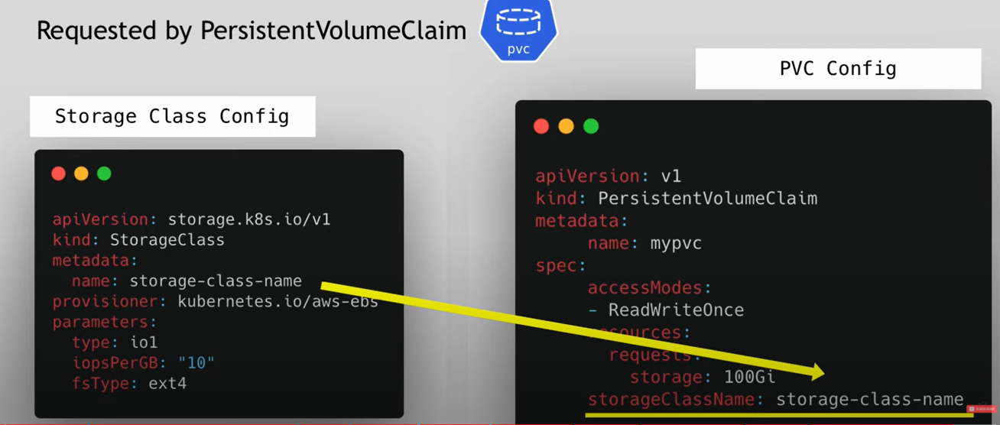 Requested by PersistentVolumeClaim
pvc
PVC Config
Storage Class Config
apiVersion: storage.k8s.io/v1
kind: StorageClass
metadata:
  name: storage-class-name
provisioner: kubernetes.io/aws-ebs
parameters:
  type: io1
  iopsPerGB: "10"
  fsType: ext4
apiVersion: v1
kind: PersistentVolumeClaim
metadata:
     name: mypvc
spec:
     accessModes:
     - ReadWriteOnce
     resources:
       requests:
         storage: 100Gi
     storageClassName: storage-class-name
SUBSCRIBE